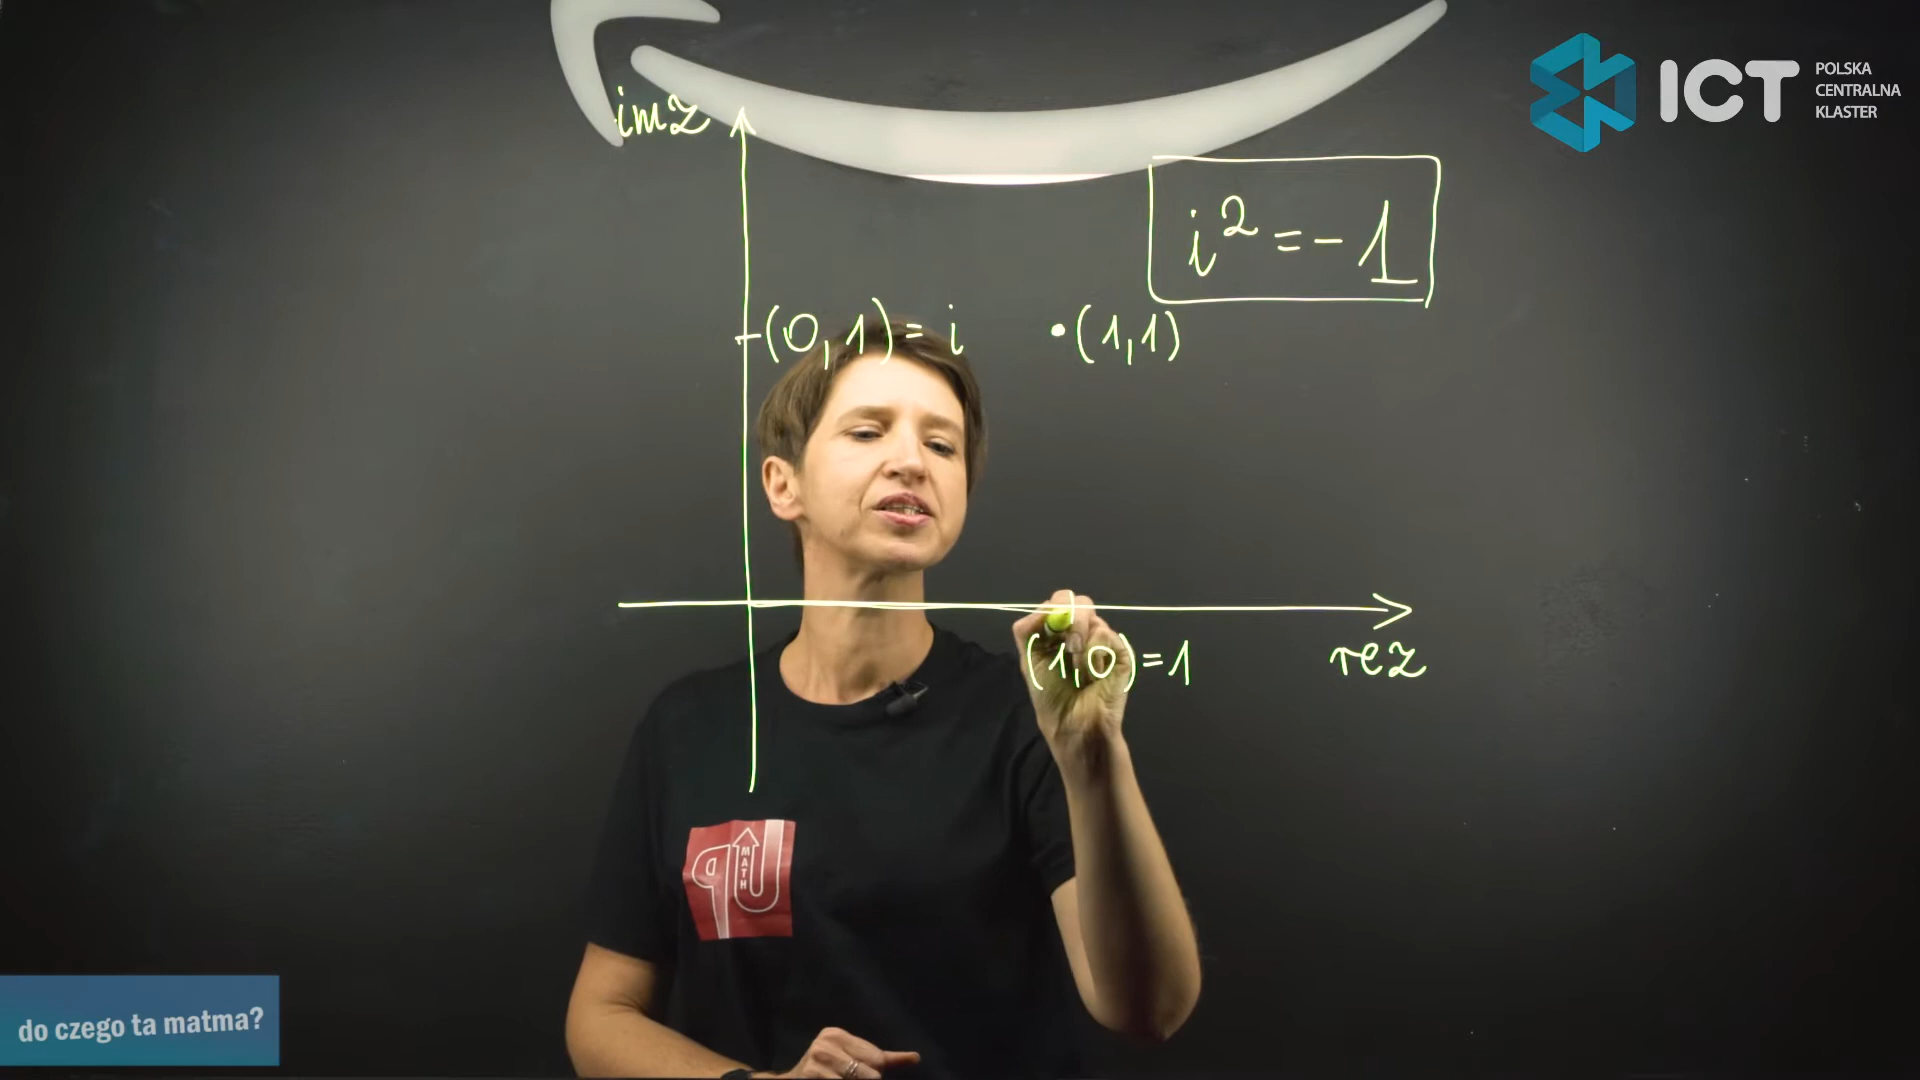 ICT
POLSKA
CENTRALNA
KLASTER
im z
i² = -1
(0,1) = i
(1,1)
(1,0) = 1
re z
UP
MATH
do czego ta matma?